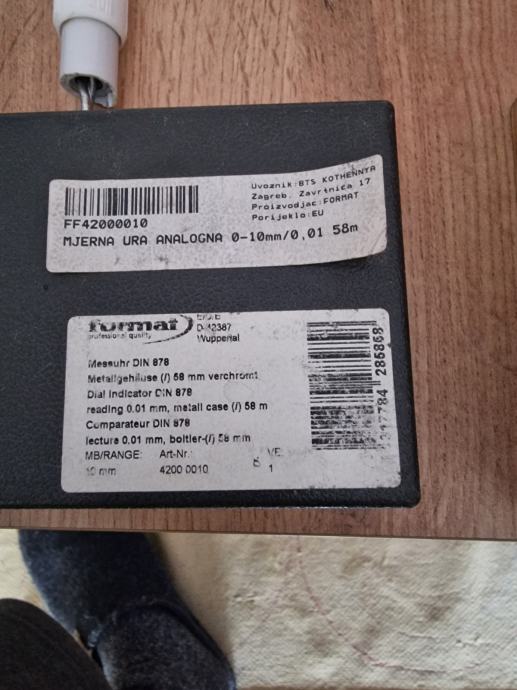 FF42000010
MJERNA URA ANALOGNA 0-10mm/0,01 58m
Uvoznik:BTS KOTHENNTA
Zagreb, Zavrtnica 17
Proizvodjac:FORMAT
Porijeklo:EU
format
professional quality
E/D/E
D-42387
Wuppertal
Messuhr DIN 878
Metallgehäuse (/) 58 mm verchromt
Dial Indicator DIN 878
reading 0.01 mm, metall case (/) 58 m
Comparateur DIN 878
lecture 0.01 mm, boîtier-(/) 58 mm
MB/RANGE: Art-Nr.: VE
10 mm 4200 0010 1
317784 285868